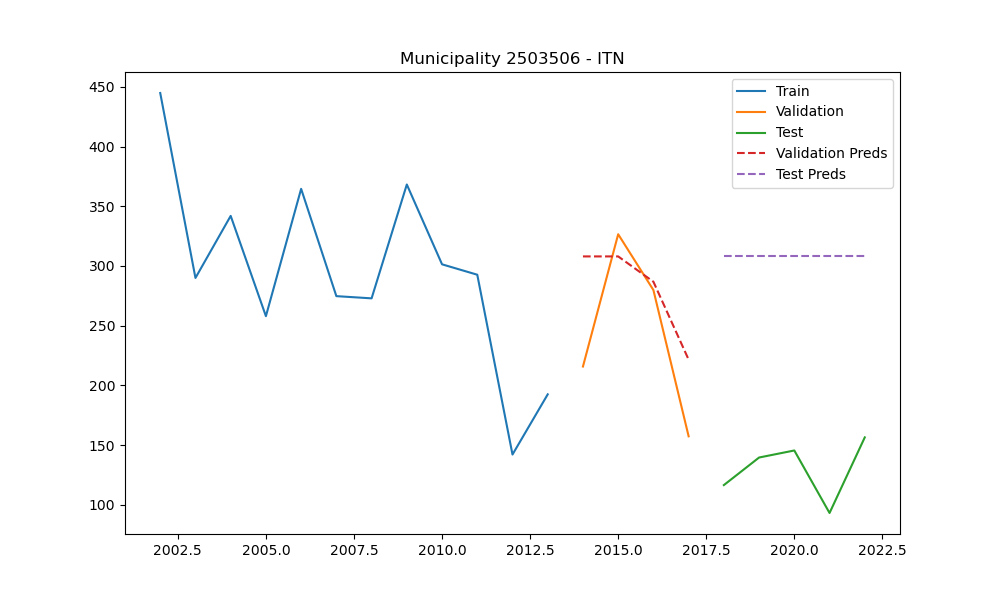 Municipality 2503506 - ITN
450
400
350
300
250
200
150
100
Train
Validation
Test
Validation Preds
Test Preds
2002.5 2005.0 2007.5 2010.0 2012.5 2015.0 2017.5 2020.0 2022.5